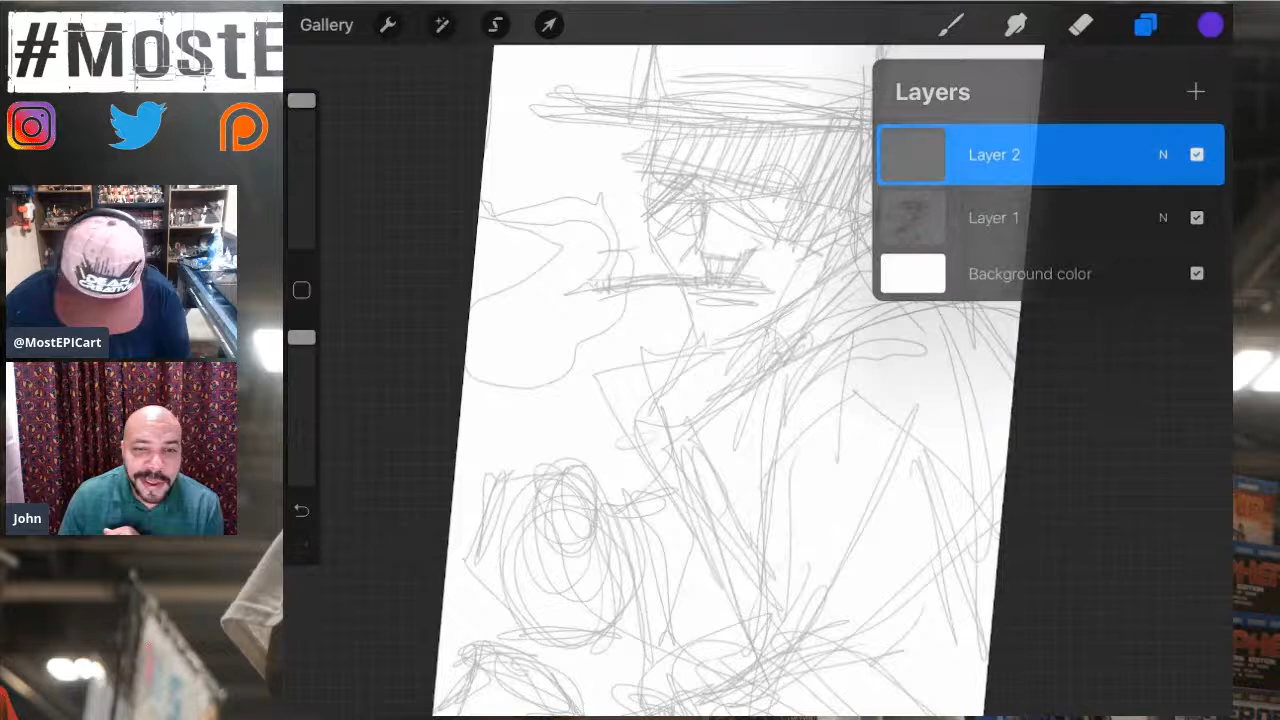 #MostE
Gallery
Layers
Layer 2
N
Layer 1
N
Background color
@MostEPICart
John